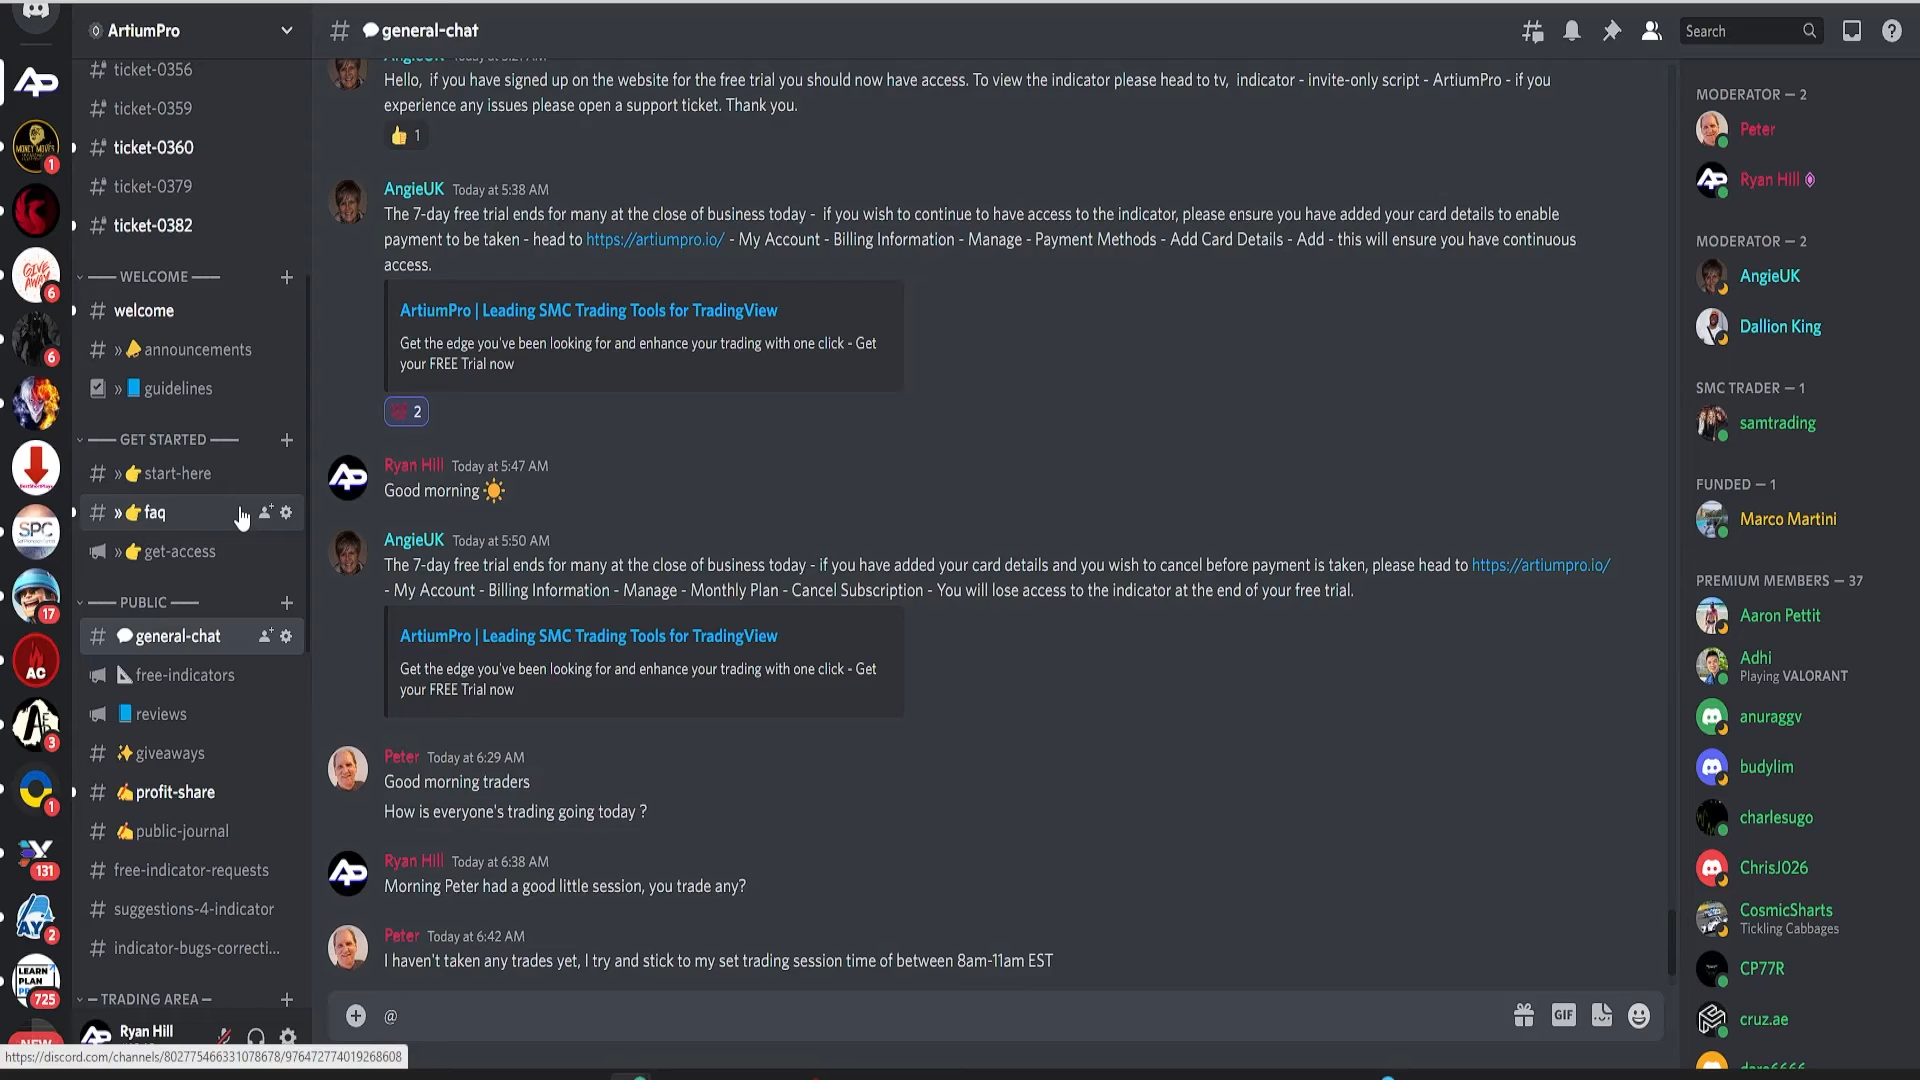 ArtiumPro
ticket-0356
ticket-0359
ticket-0360
ticket-0379
ticket-0382
WELCOME
welcome
» announcements
» guidelines
GET STARTED
» start-here
» faq
» get-access
PUBLIC
general-chat
free-indicators
reviews
giveaways
profit-share
public-journal
free-indicator-requests
suggestions-4-indicator
indicator-bugs-correcti...
TRADING AREA
Ryan Hill
https://discord.com/channels/802775466331078678/976472774019268608
MONEY MOVES
1
GIVE
AWAY
6
6
SPC
17
AC
3
1
131
AY
2
LEARN
PLAN
725
NEW
general-chat
Search
Hello, if you have signed up on the website for the free trial you should now have access. To view the indicator please head to tv, indicator - invite-only script - ArtiumPro - if you
experience any issues please open a support ticket. Thank you.
1
AngieUK Today at 5:38 AM
The 7-day free trial ends for many at the close of business today - if you wish to continue to have access to the indicator, please ensure you have added your card details to enable
payment to be taken - head to https://artiumpro.io/ - My Account - Billing Information - Manage - Payment Methods - Add Card Details - Add - this will ensure you have continuous
access.
ArtiumPro | Leading SMC Trading Tools for TradingView
Get the edge you've been looking for and enhance your trading with one click - Get
your FREE Trial now
2
Ryan Hill Today at 5:47 AM
Good morning ☀️
AngieUK Today at 5:50 AM
The 7-day free trial ends for many at the close of business today - if you have added your card details and you wish to cancel before payment is taken, please head to https://artiumpro.io/
- My Account - Billing Information - Manage - Monthly Plan - Cancel Subscription - You will lose access to the indicator at the end of your free trial.
ArtiumPro | Leading SMC Trading Tools for TradingView
Get the edge you've been looking for and enhance your trading with one click - Get
your FREE Trial now
Peter Today at 6:29 AM
Good morning traders
How is everyone's trading going today ?
Ryan Hill Today at 6:38 AM
Morning Peter had a good little session, you trade any?
Peter Today at 6:42 AM
I haven't taken any trades yet, I try and stick to my set trading session time of between 8am-11am EST
@
GIF
MODERATOR — 2
Peter
Ryan Hill
MODERATOR — 2
AngieUK
Dallion King
SMC TRADER — 1
samtrading
FUNDED — 1
Marco Martini
PREMIUM MEMBERS — 37
Aaron Pettit
Adhi
Playing VALORANT
anuraggv
budylim
charlesugo
ChrisJ026
CosmicSharts
Tickling Cabbages
CP77R
cruz.ae